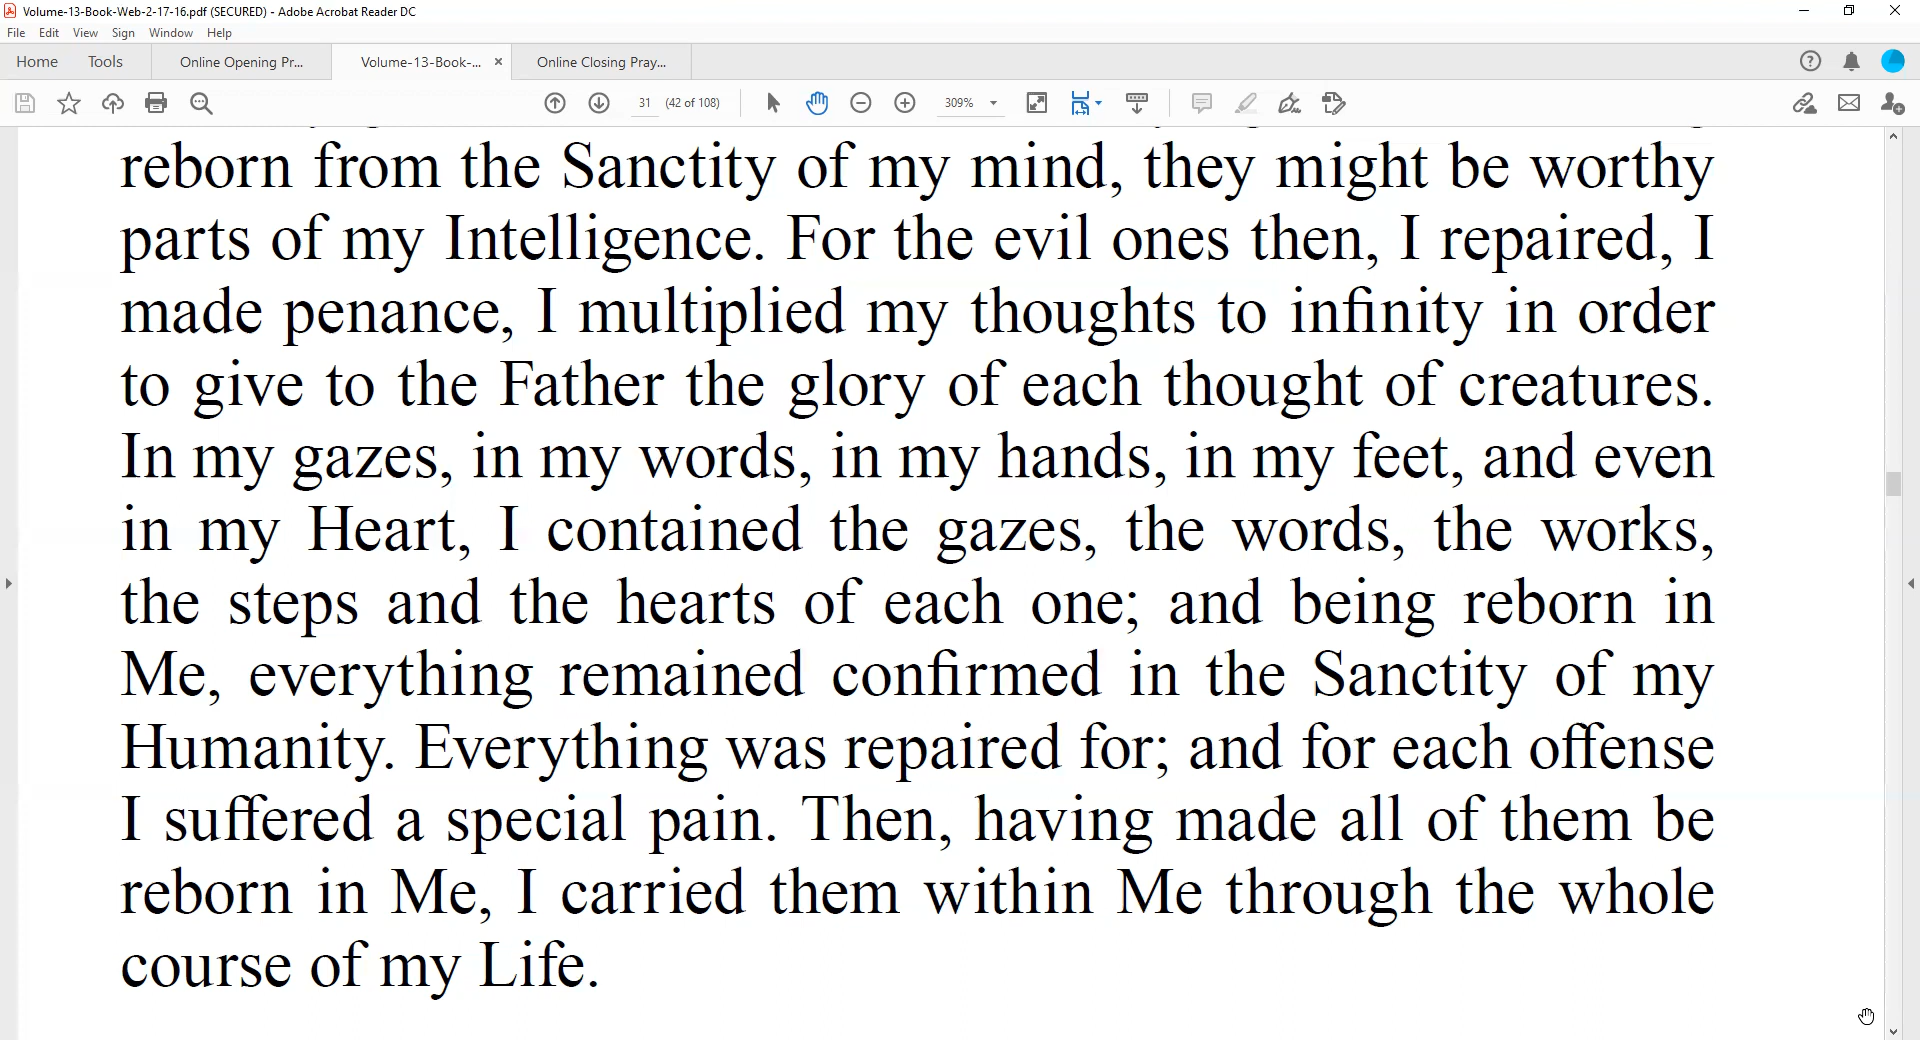 Volume-13-Book-Web-2-17-16.pdf (SECURED) - Adobe Acrobat Reader DC
File Edit View Sign Window Help
Home Tools Online Opening Pr... Volume-13-Book-... × Online Closing Pray...
31 (42 of 108) 309%
reborn from the Sanctity of my mind, they might be worthy
parts of my Intelligence. For the evil ones then, I repaired, I
made penance, I multiplied my thoughts to infinity in order
to give to the Father the glory of each thought of creatures.
In my gazes, in my words, in my hands, in my feet, and even
in my Heart, I contained the gazes, the words, the works,
the steps and the hearts of each one; and being reborn in
Me, everything remained confirmed in the Sanctity of my
Humanity. Everything was repaired for; and for each offense
I suffered a special pain. Then, having made all of them be
reborn in Me, I carried them within Me through the whole
course of my Life.